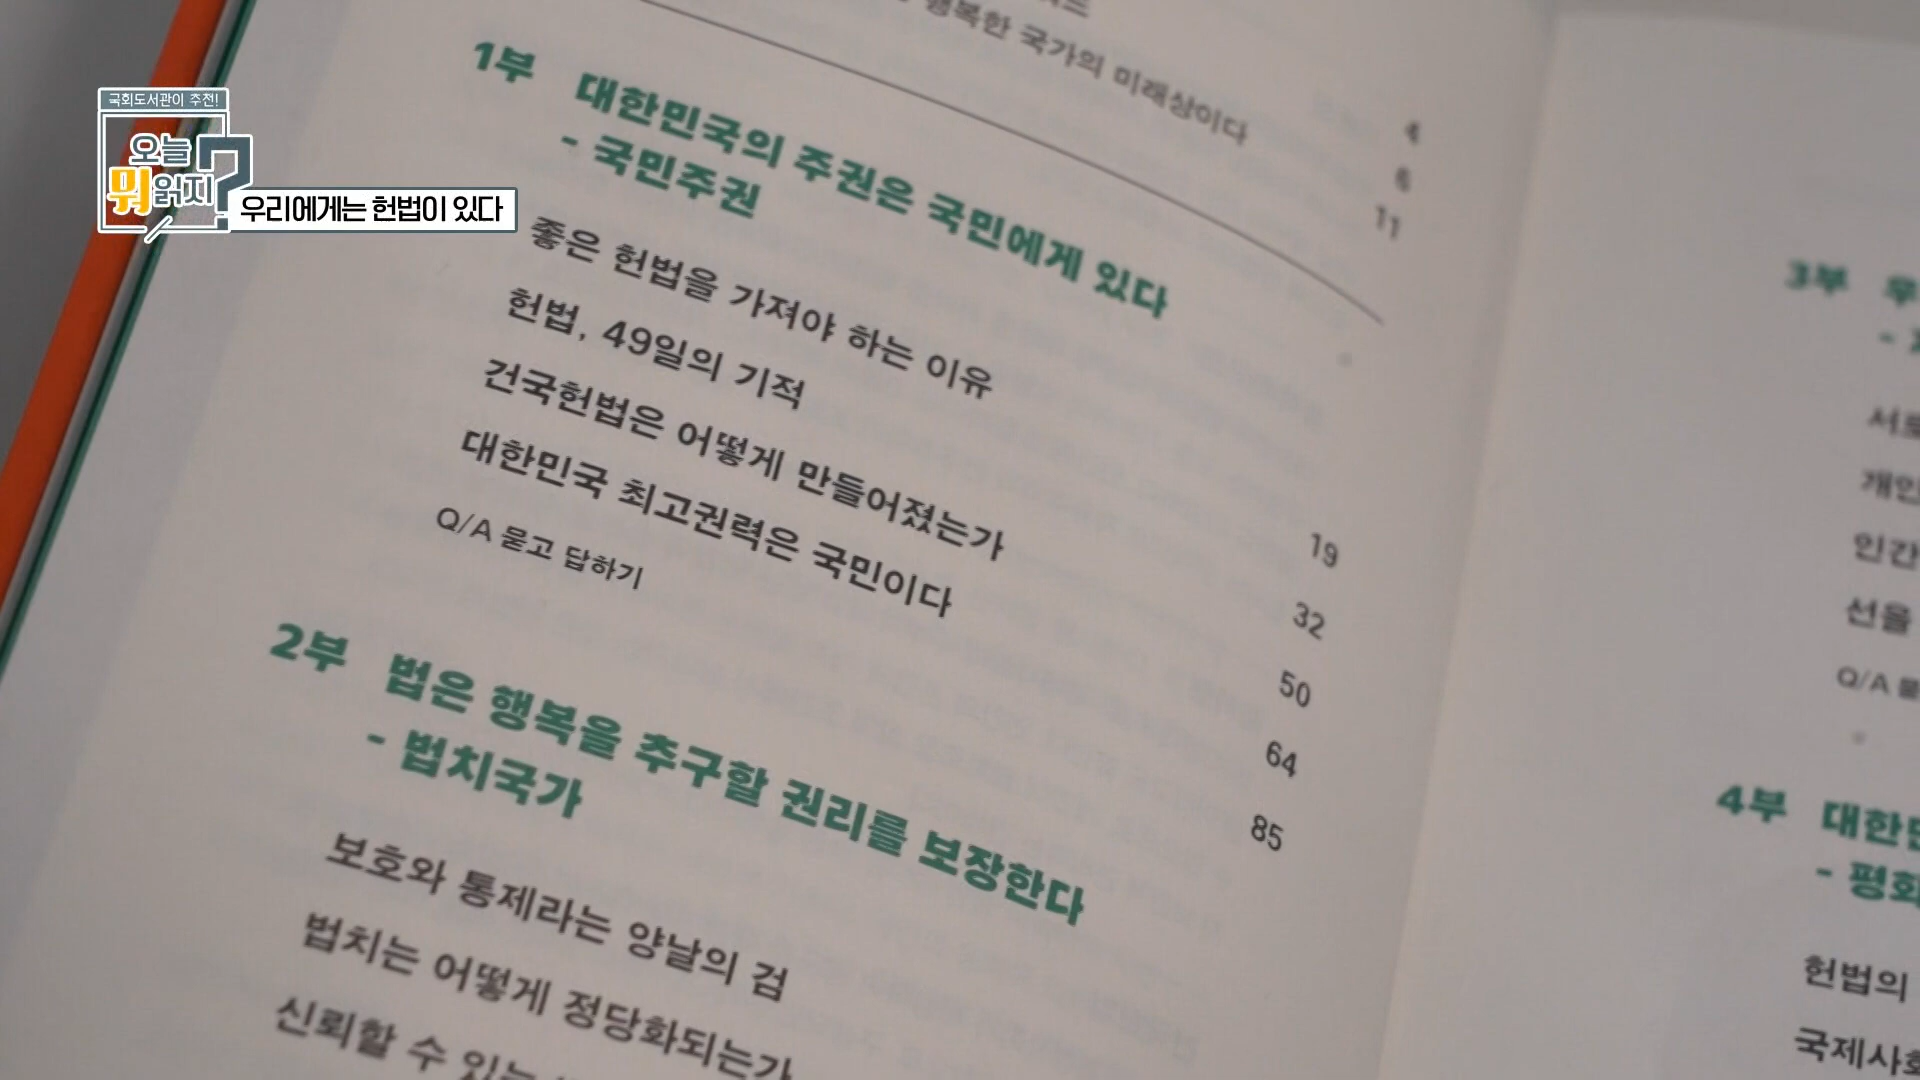 국회도서관이 추천!
오늘
뭐읽지?
우리에게는 헌법이 있다
행복한 국가의 미래상이다
4
6
11
1부 대한민국의 주권은 국민에게 있다
- 국민주권
좋은 헌법을 가져야 하는 이유 19
헌법, 49일의 기적 32
건국헌법은 어떻게 만들어졌는가 50
대한민국 최고권력은 국민이다 64
Q/A 묻고 답하기 85
2부 법은 행복을 추구할 권리를 보장한다
- 법치국가
보호와 통제라는 양날의 검
법치는 어떻게 정당화되는가
신뢰할 수 있는
3부
서로
개인
인간
선을
Q/A
4부 대한민
- 평화
헌법의
국제사회